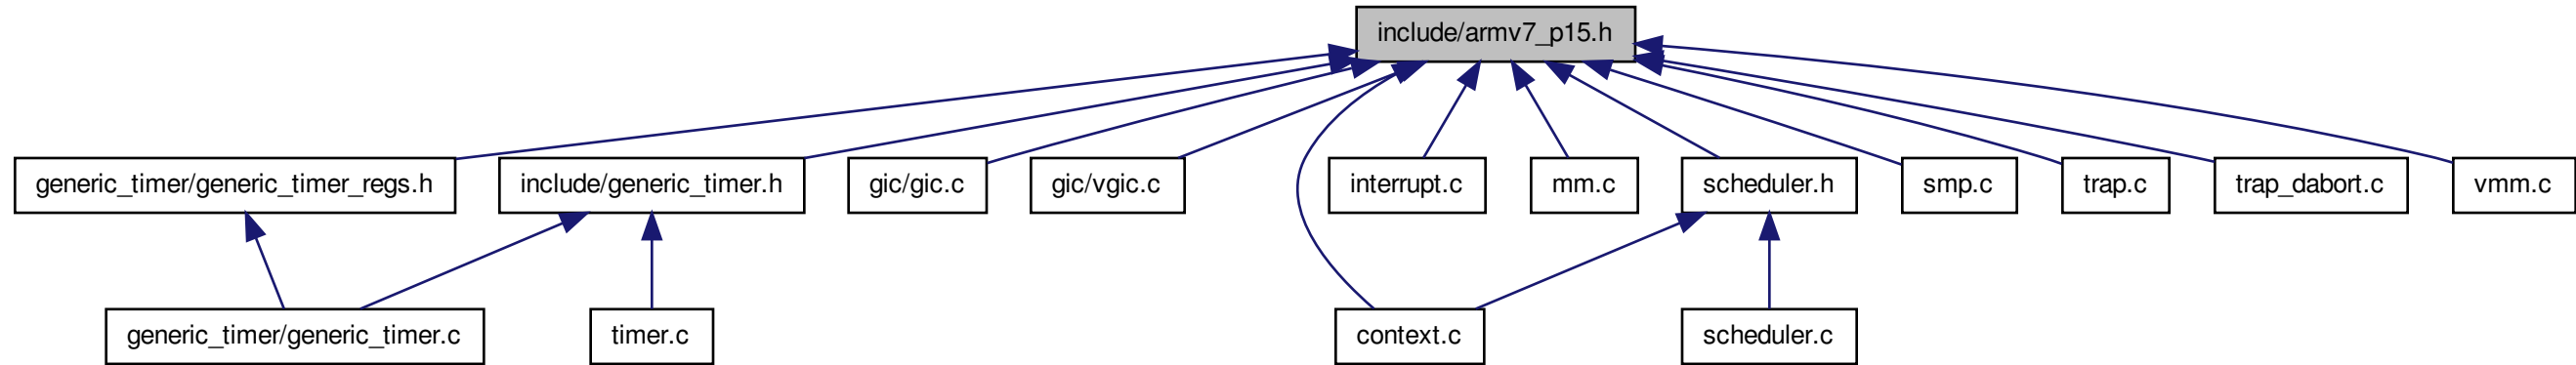 include/armv7_p15.h
generic_timer/generic_timer_regs.h
include/generic_timer.h
gic/gic.c
gic/vgic.c
interrupt.c
mm.c
scheduler.h
smp.c
trap.c
trap_dabort.c
vmm.c
generic_timer/generic_timer.c
timer.c
context.c
scheduler.c